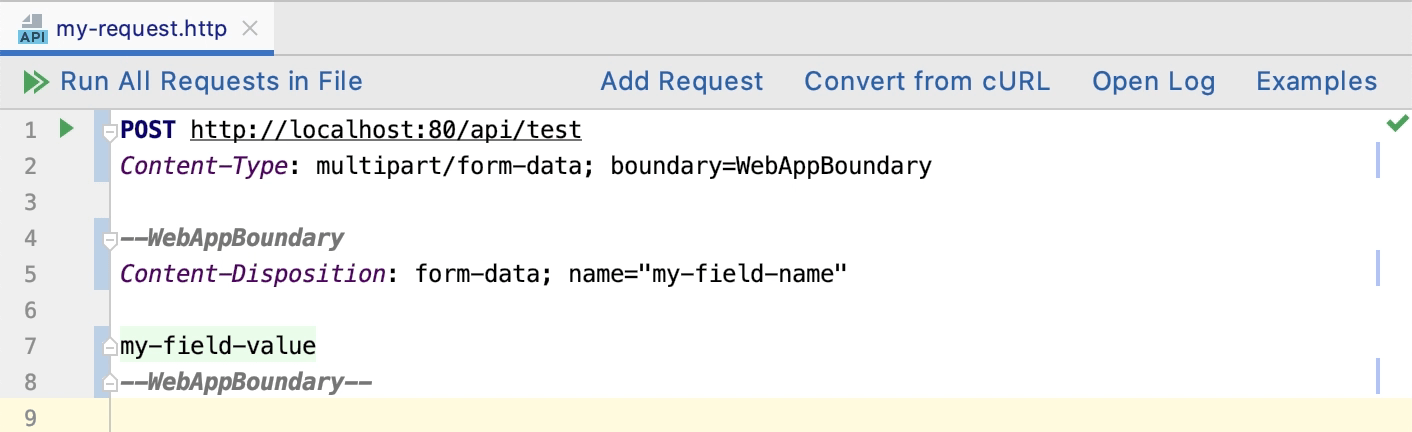 API my-request.http
Run All Requests in File Add Request Convert from cURL Open Log Examples
1 POST http://localhost:80/api/test
2 Content-Type: multipart/form-data; boundary=WebAppBoundary
3
4 --WebAppBoundary
5 Content-Disposition: form-data; name="my-field-name"
6
7 my-field-value
8 --WebAppBoundary--
9